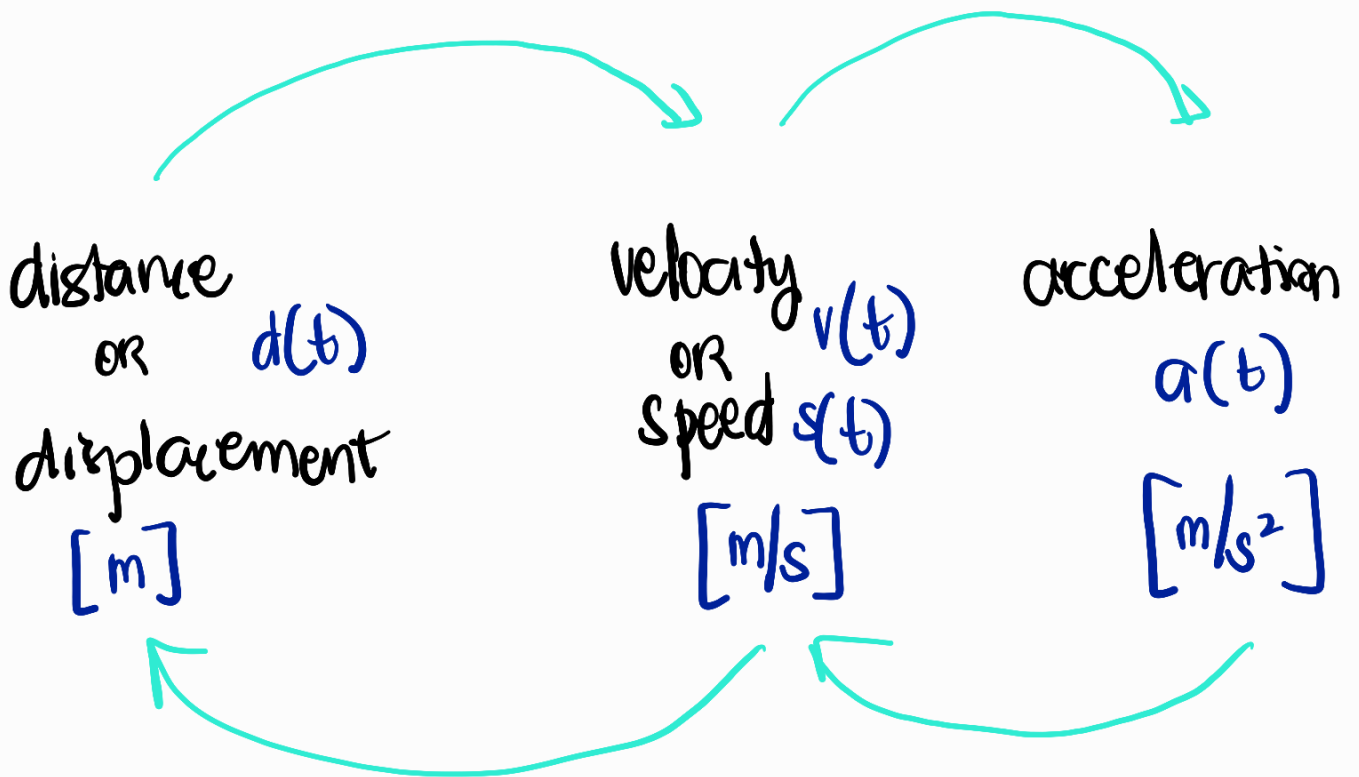 distance
OR d(t)
displacement
[m]
velocity
OR v(t)
speed s(t)
[m/s]
acceleration
a(t)
[m/s²]